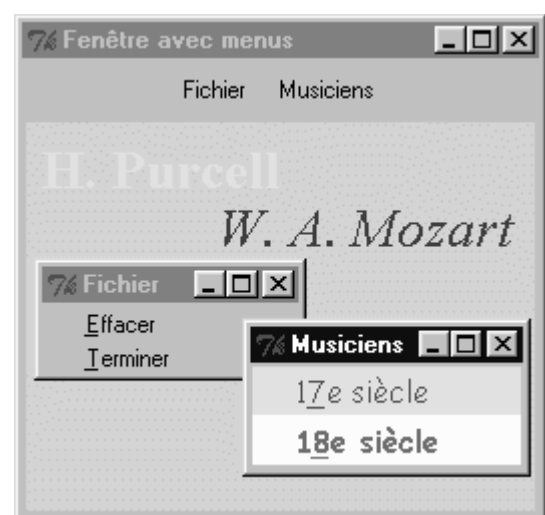 Fenêtre avec menus
Fichier Musiciens
H. Purcell
W. A. Mozart
Fichier
Effacer
Terminer
Musiciens
17e siècle
18e siècle